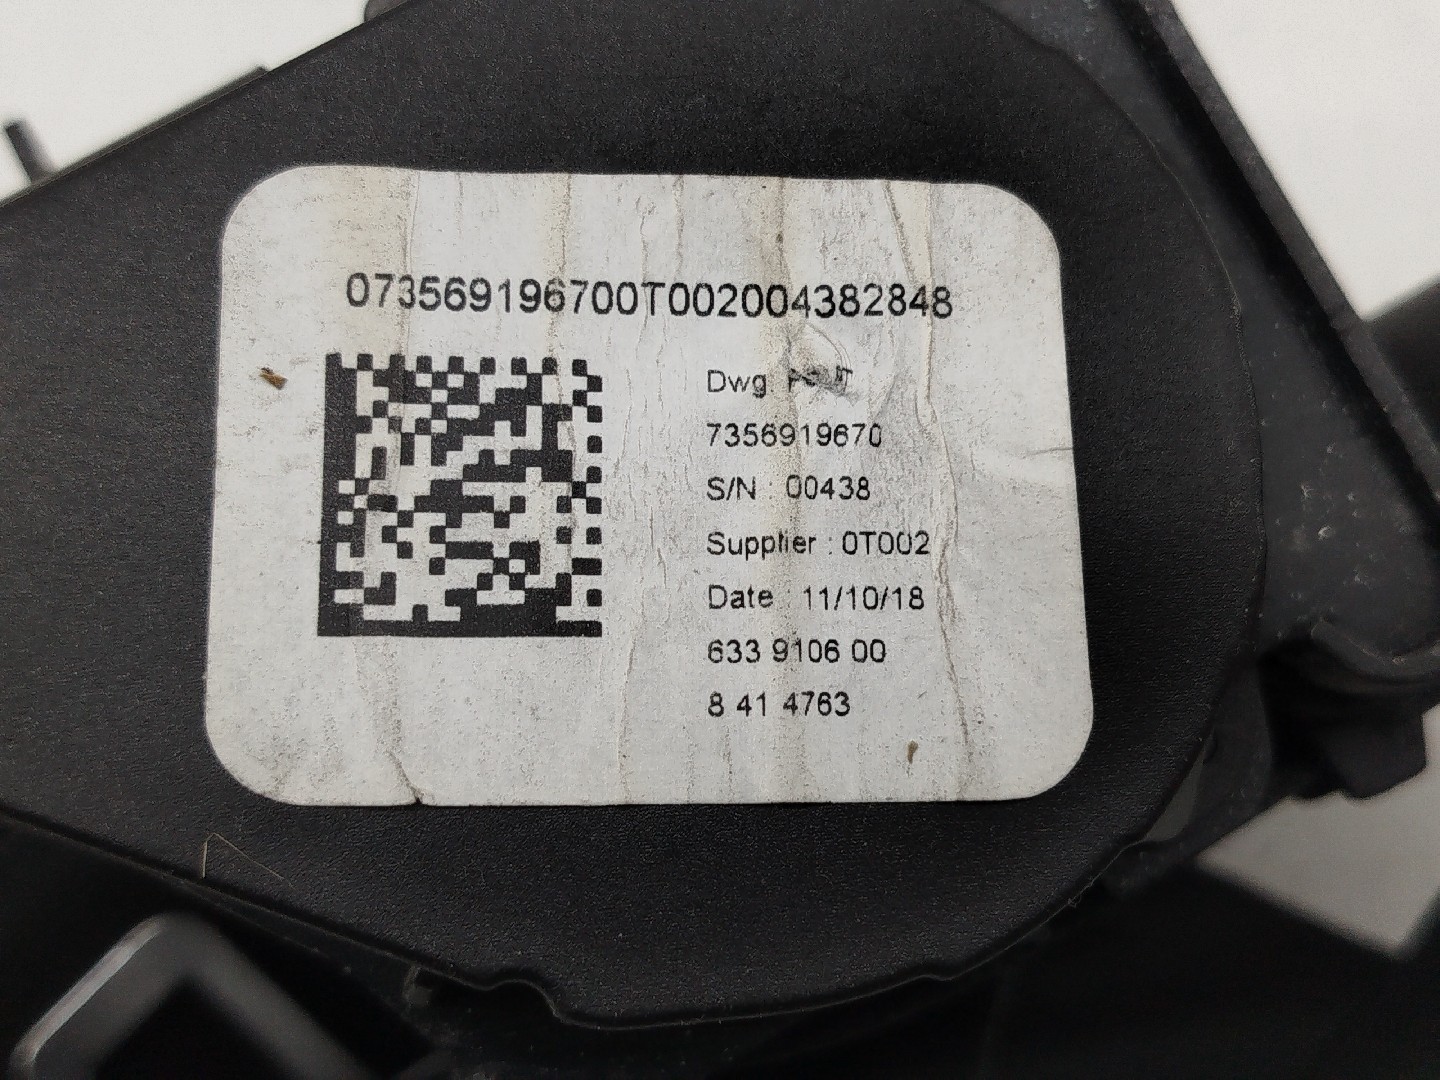 073569196700T002004382848
Dwg
7356919670
S/N : 00438
Supplier : 0T002
Date : 11/10/18
633 9106 00
8 41 4763